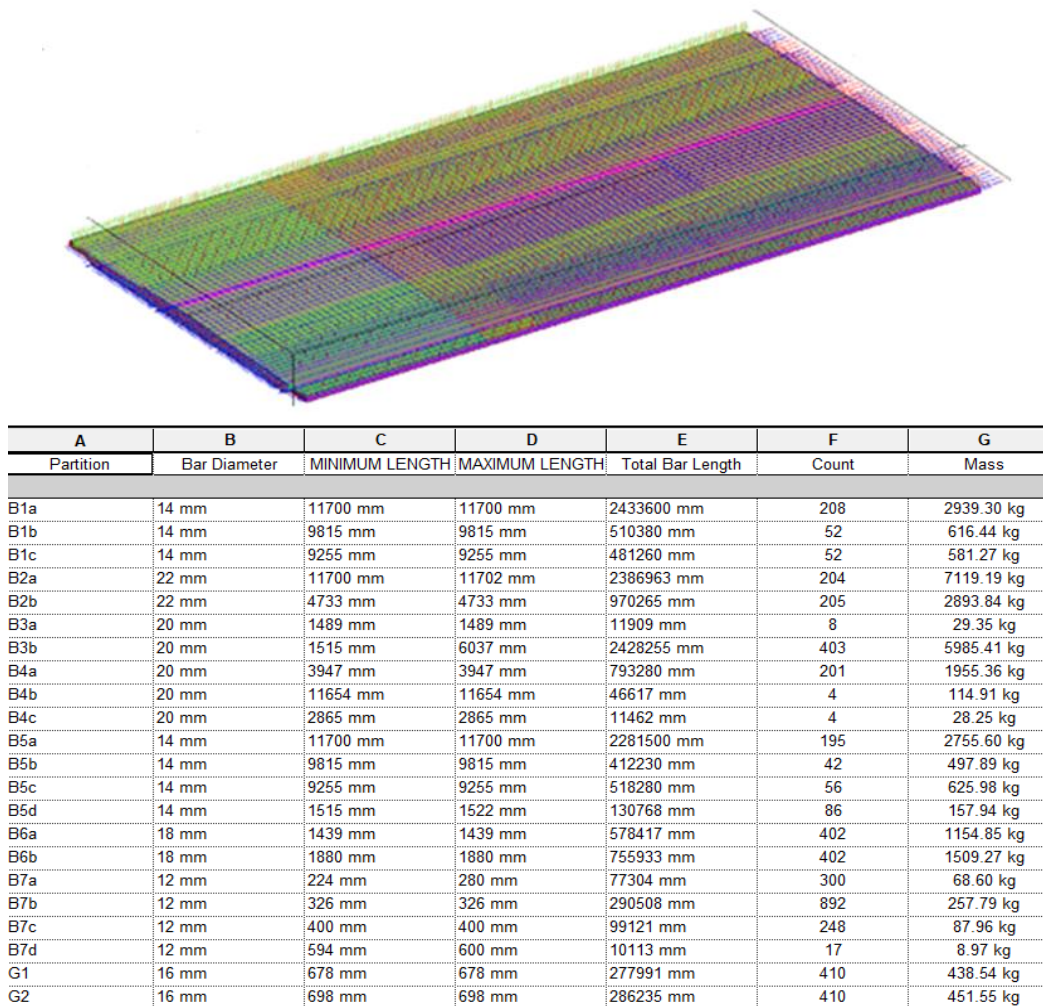 A B C D E F G
Partition Bar Diameter MINIMUM LENGTH MAXIMUM LENGTH Total Bar Length Count Mass
B1a 14 mm 11700 mm 11700 mm 2433600 mm 208 2939.30 kg
B1b 14 mm 9815 mm 9815 mm 510380 mm 52 616.44 kg
B1c 14 mm 9255 mm 9255 mm 481260 mm 52 581.27 kg
B2a 22 mm 11700 mm 11702 mm 2386963 mm 204 7119.19 kg
B2b 22 mm 4733 mm 4733 mm 970265 mm 205 2893.84 kg
B3a 20 mm 1489 mm 1489 mm 11909 mm 8 29.35 kg
B3b 20 mm 1515 mm 6037 mm 2428255 mm 403 5985.41 kg
B4a 20 mm 3947 mm 3947 mm 793280 mm 201 1955.36 kg
B4b 20 mm 11654 mm 11654 mm 46617 mm 4 114.91 kg
B4c 20 mm 2865 mm 2865 mm 11462 mm 4 28.25 kg
B5a 14 mm 11700 mm 11700 mm 2281500 mm 195 2755.60 kg
B5b 14 mm 9815 mm 9815 mm 412230 mm 42 497.89 kg
B5c 14 mm 9255 mm 9255 mm 518280 mm 56 625.98 kg
B5d 14 mm 1515 mm 1522 mm 130768 mm 86 157.94 kg
B6a 18 mm 1439 mm 1439 mm 578417 mm 402 1154.85 kg
B6b 18 mm 1880 mm 1880 mm 755933 mm 402 1509.27 kg
B7a 12 mm 224 mm 280 mm 77304 mm 300 68.60 kg
B7b 12 mm 326 mm 326 mm 290508 mm 892 257.79 kg
B7c 12 mm 400 mm 400 mm 99121 mm 248 87.96 kg
B7d 12 mm 594 mm 600 mm 10113 mm 17 8.97 kg
G1 16 mm 678 mm 678 mm 277991 mm 410 438.54 kg
G2 16 mm 698 mm 698 mm 286235 mm 410 451.55 kg